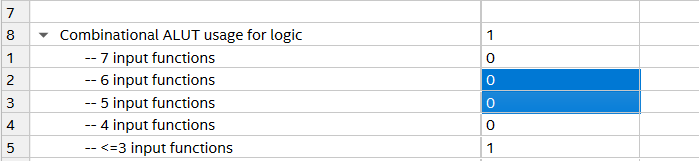 7
8 Combinational ALUT usage for logic 1
1 -- 7 input functions 0
2 -- 6 input functions 0
3 -- 5 input functions 0
4 -- 4 input functions 0
5 -- <=3 input functions 1